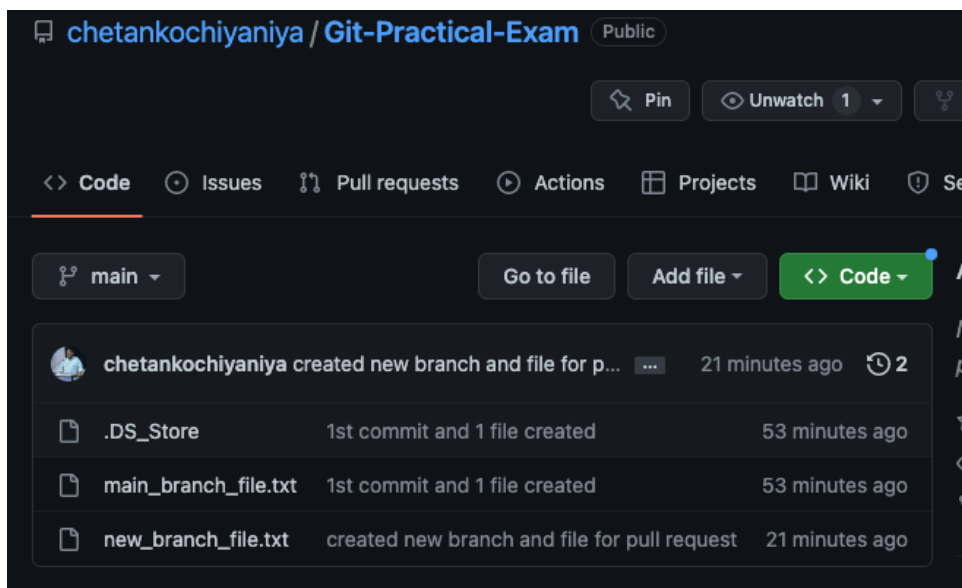 chetankochiyaniya / Git-Practical-Exam Public
Pin Unwatch 1
Code Issues Pull requests Actions Projects Wiki Se
main Go to file Add file Code
chetankochiyaniya created new branch and file for p... ... 21 minutes ago 2
.DS_Store 1st commit and 1 file created 53 minutes ago
main_branch_file.txt 1st commit and 1 file created 53 minutes ago
new_branch_file.txt created new branch and file for pull request 21 minutes ago